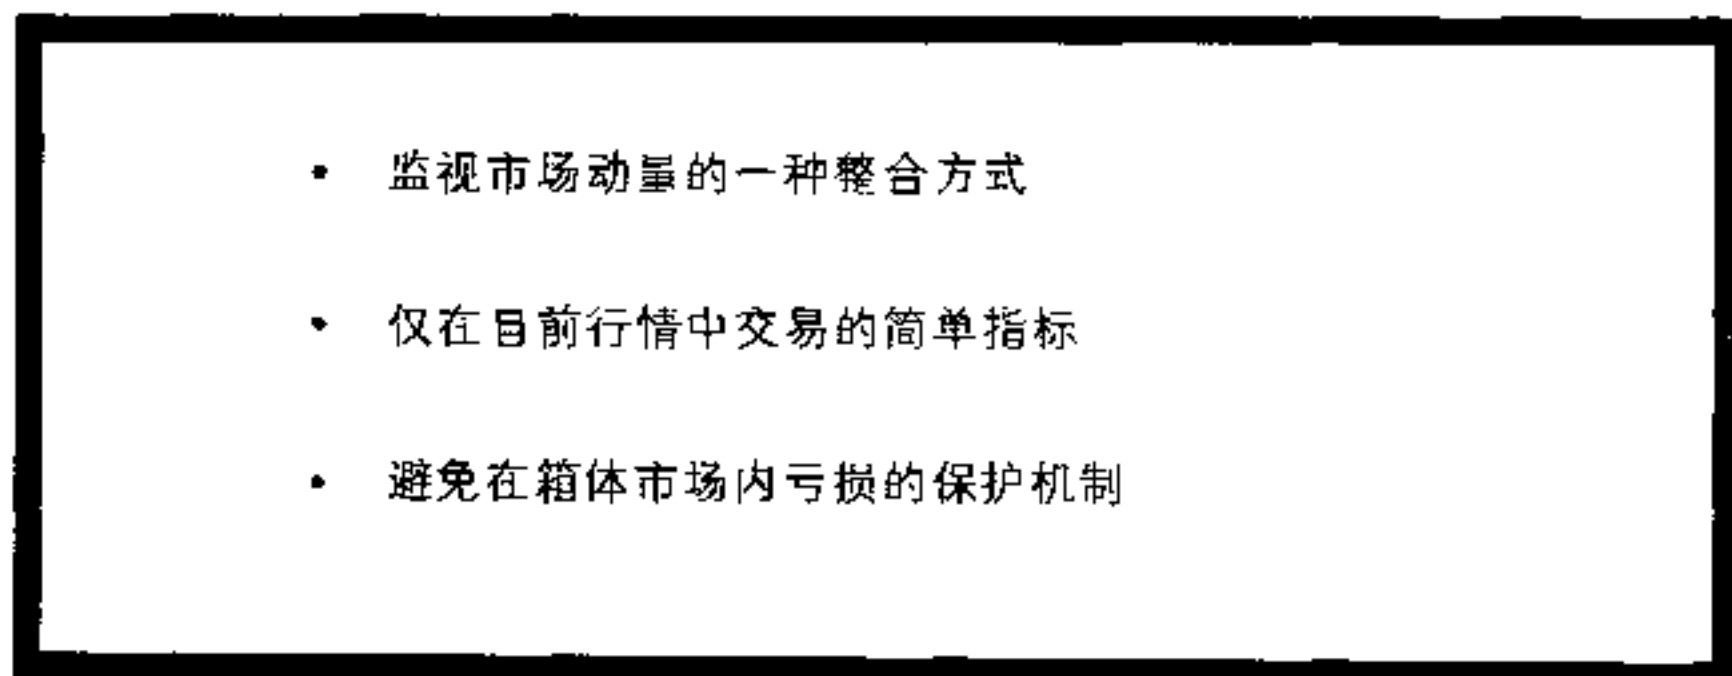 • 监视市场动量的一种整合方式
• 仅在目前行情中交易的简单指标
• 避免在箱体市场内亏损的保护机制